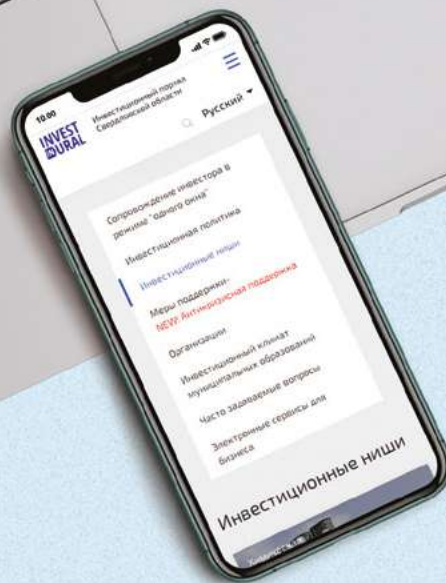 10.00
INVEST
IN URAL
Инвестиционный портал
Свердловской области
Русский
Сопровождение инвестора в
режиме "одного окна"
Инвестиционная политика
Инвестиционные ниши
Меры поддержки-
NEW! Антикризисная поддержка
Организации
Инвестиционный климат
муниципальных образований
Часто задаваемые вопросы
Электронные сервисы для
бизнеса
Инвестиционные ниши